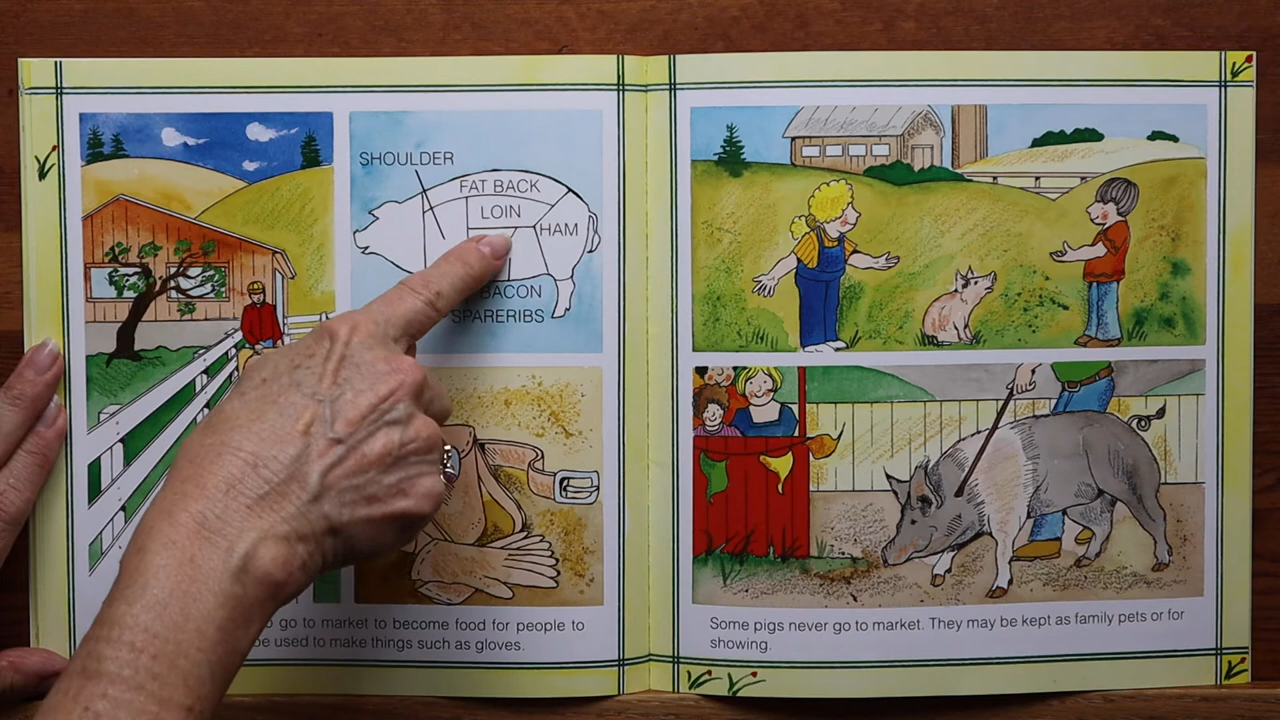 SHOULDER
FAT BACK
LOIN
HAM
BACON
SPARERIBS
go to market to become food for people to
be used to make things such as gloves.
Some pigs never go to market. They may be kept as family pets or for
showing.